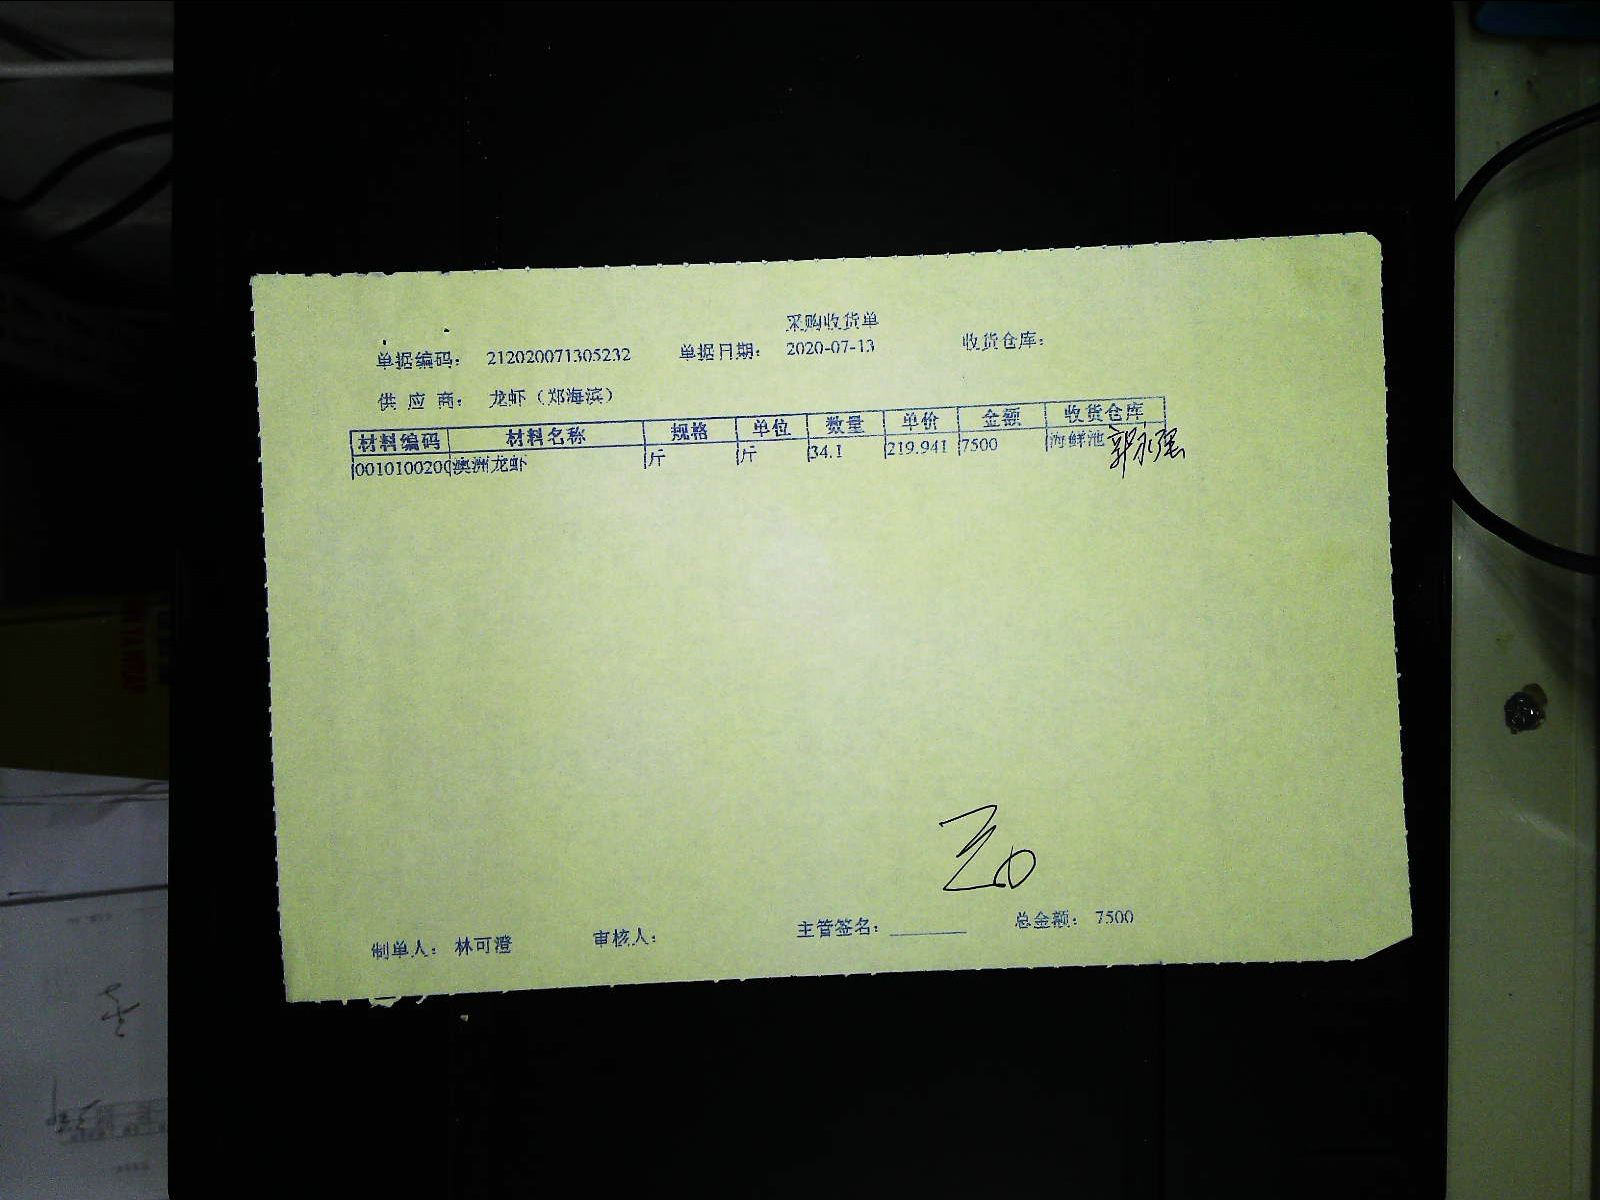 采购收货单
单据编码： 212020071305232 单据日期： 2020-07-13 收货仓库：
供 应 商： 龙虾（郑海滨）
材料编码 材料名称 规格 单位 数量 单价 金额 收货仓库
0010100200 澳洲龙虾 斤 斤 34.1 219.941 7500 海鲜池 郭永强
制单人： 林可澄 审核人： 主管签名： 总金额： 7500